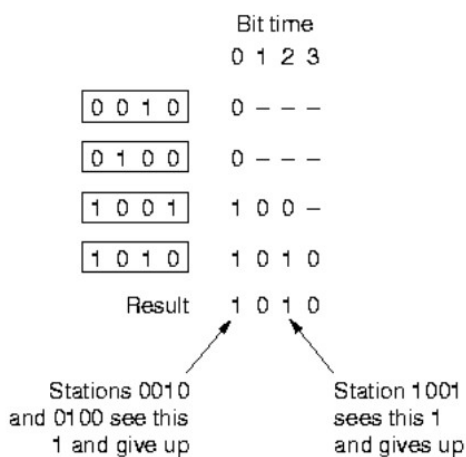 Bit time
0 1 2 3
0 0 1 0 0 – – –
0 1 0 0 0 – – –
1 0 0 1 1 0 0 –
1 0 1 0 1 0 1 0
Result 1 0 1 0
Stations 0010
and 0100 see this
1 and give up
Station 1001
sees this 1
and gives up